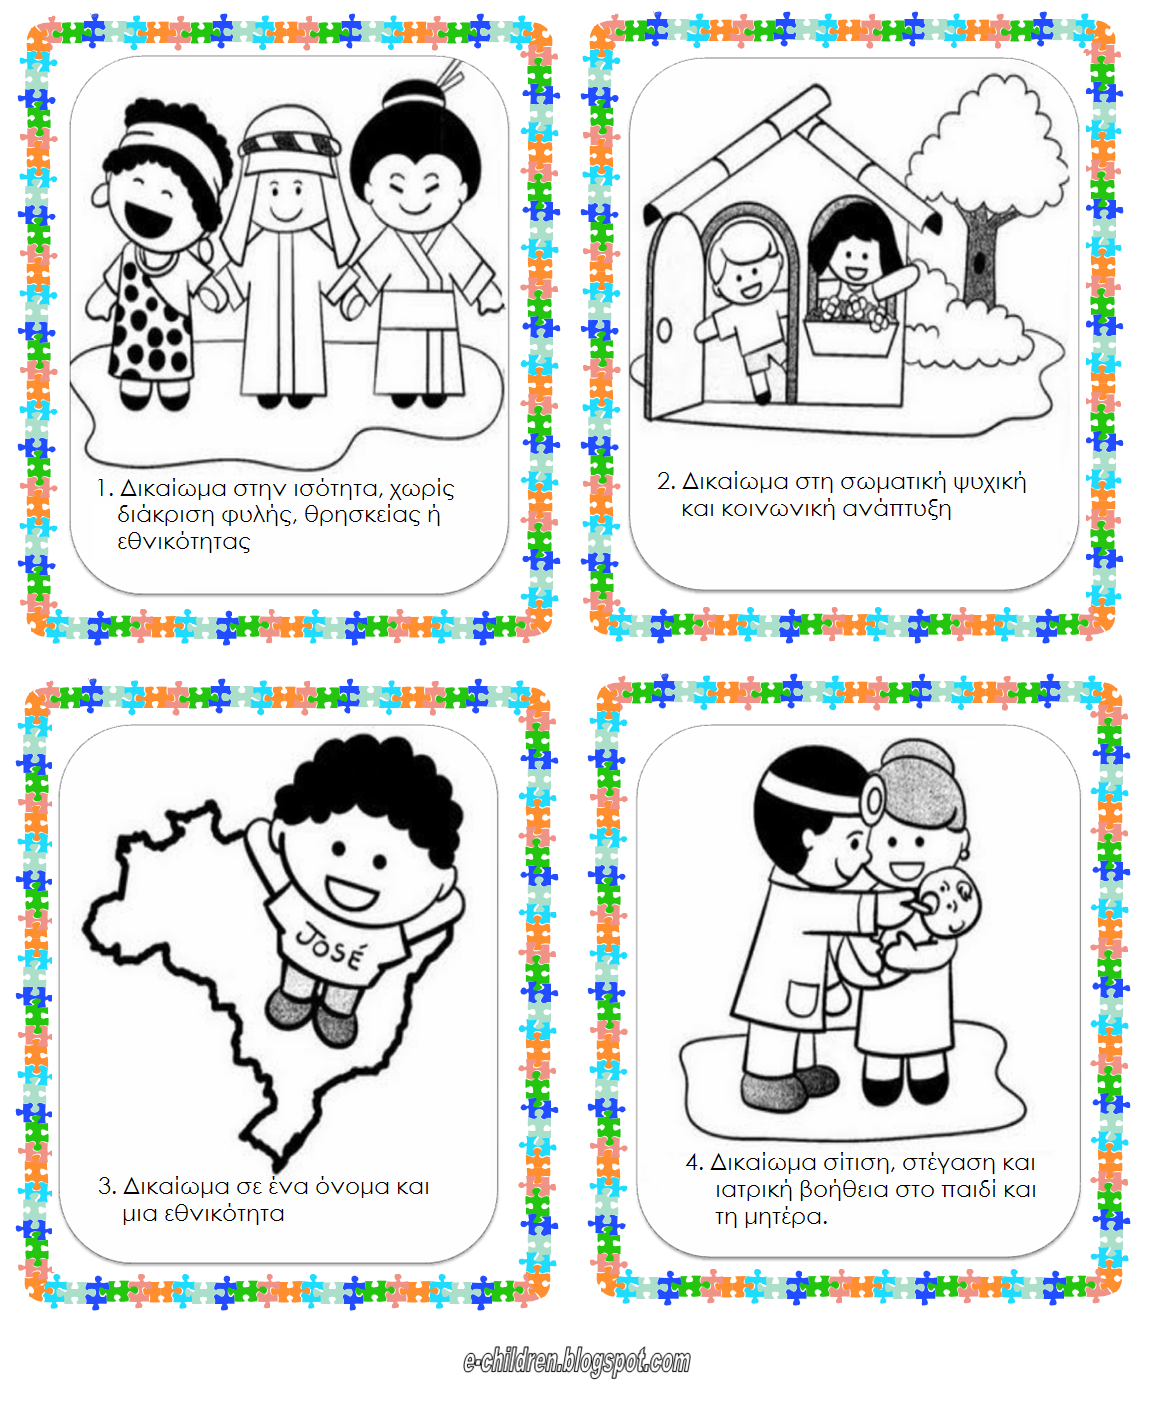 1. Δικαίωμα στην ισότητα, χωρίς
διάκριση φυλής, θρησκείας ή
εθνικότητας
2. Δικαίωμα στη σωματική ψυχική
και κοινωνική ανάπτυξη
JOSÉ
3. Δικαίωμα σε ένα όνομα και
μια εθνικότητα
4. Δικαίωμα σίτιση, στέγαση και
ιατρική βοήθεια στο παιδί και
τη μητέρα.
e-children.blogspot.com